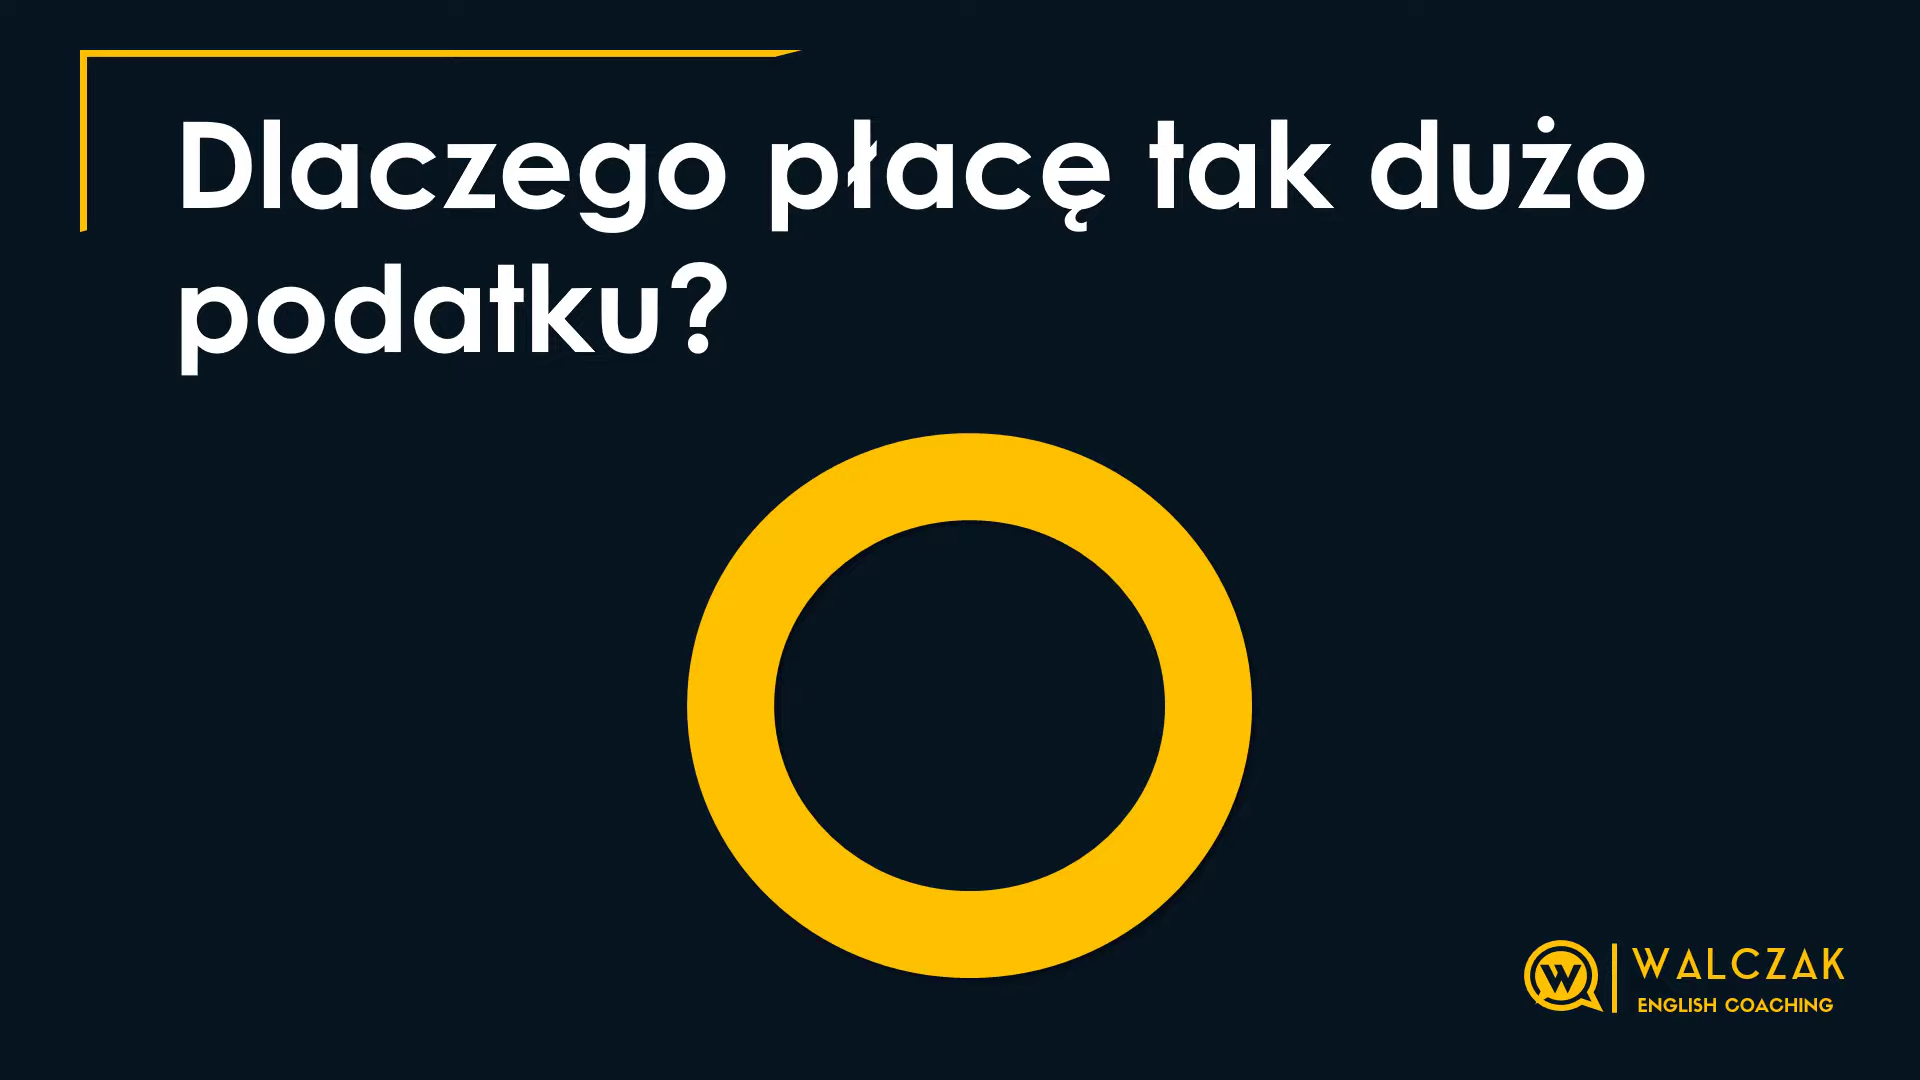 Dlaczego płacę tak dużo
podatku?
W
WALCZAK
ENGLISH COACHING